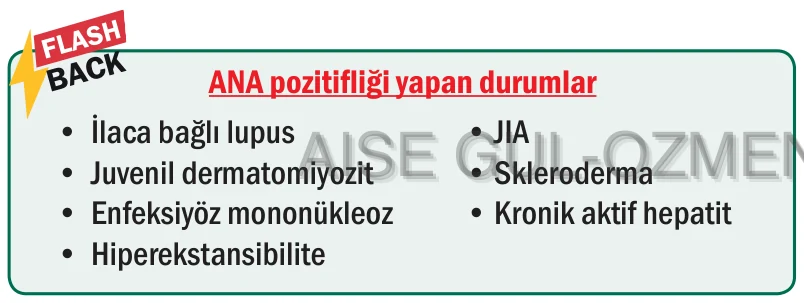 FLASH
BACK
ANA pozitifliği yapan durumlar
• İlaca bağlı lupus
• Juvenil dermatomiyozit
• Enfeksiyöz mononükleoz
• Hiperekstansibilite
• JIA
• Skleroderma
• Kronik aktif hepatit
AISE GUL-OZMEN